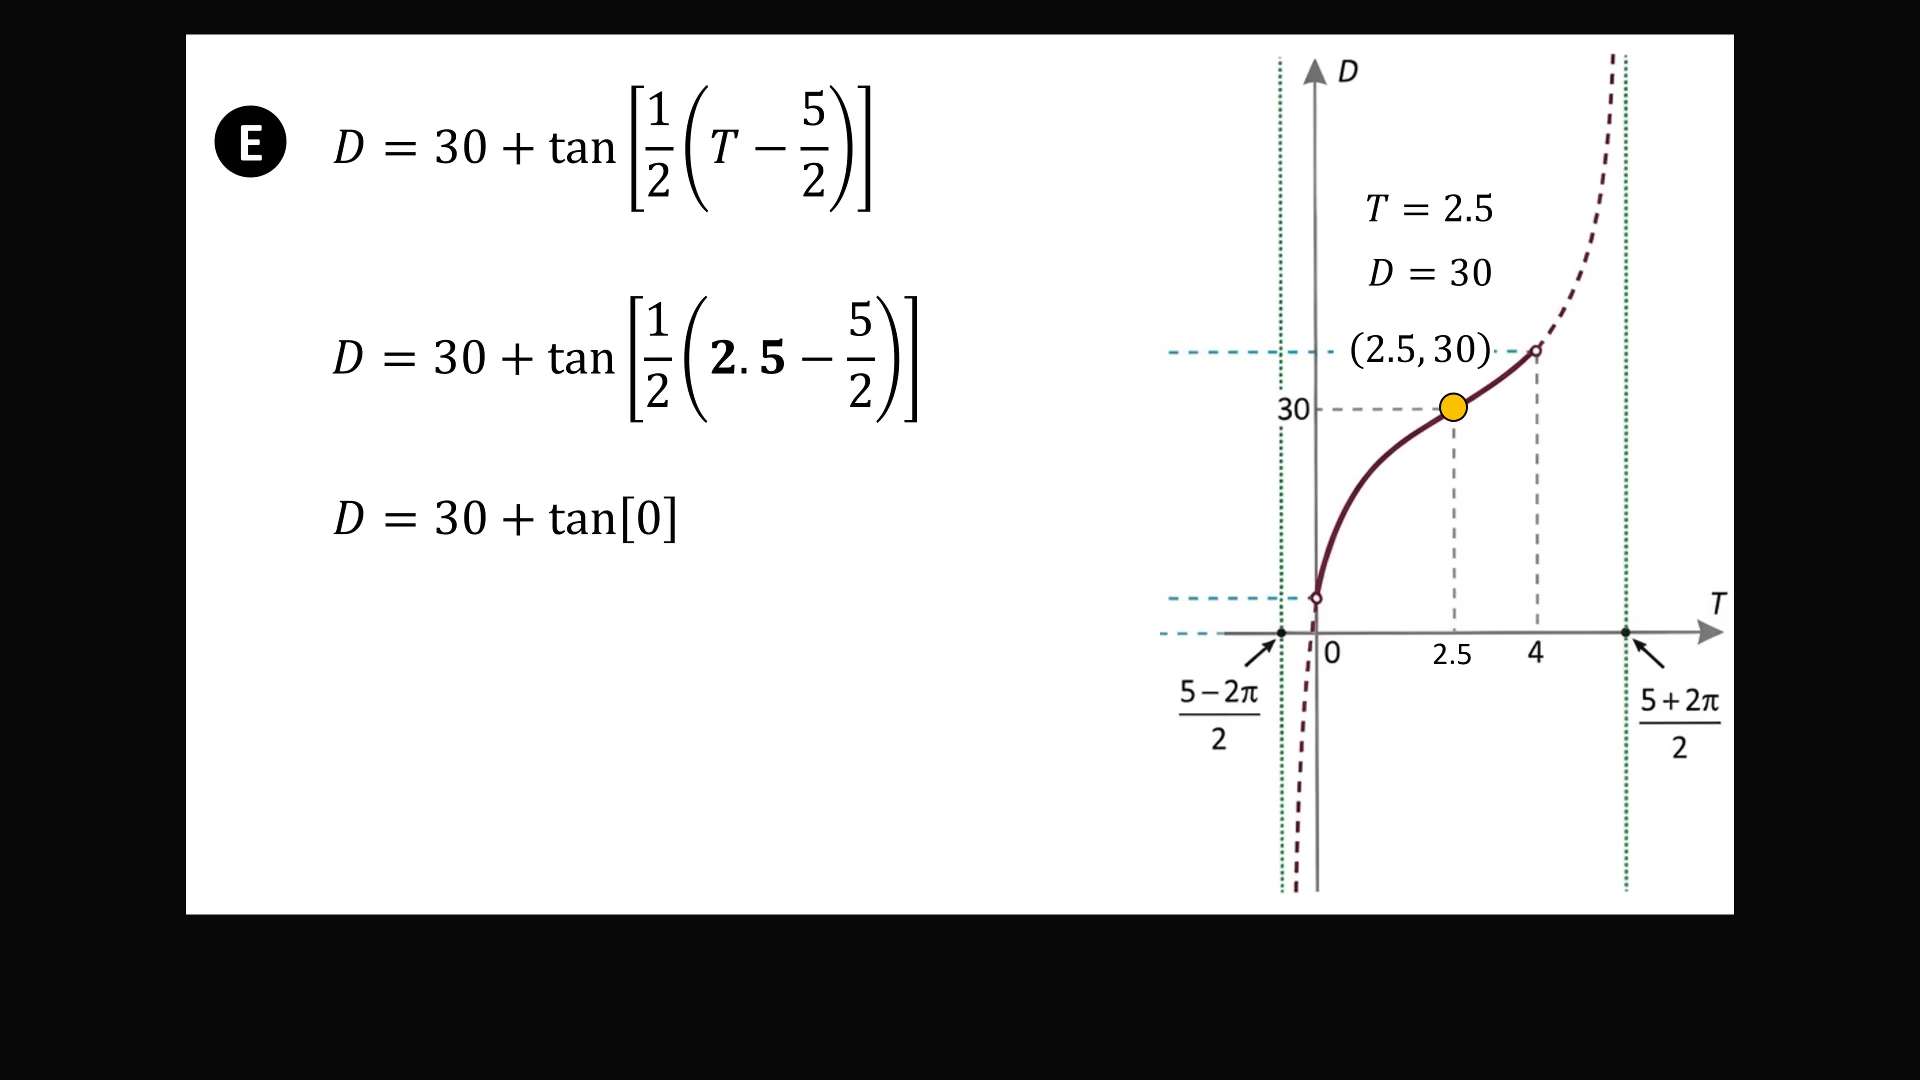 E D = 30 + tan[1/2(T − 5/2)]
D = 30 + tan[1/2(2.5 − 5/2)]
D = 30 + tan[0]
D
T = 2.5
D = 30
(2.5, 30)
30
T
0 2.5 4
5−2π/2
5+2π/2